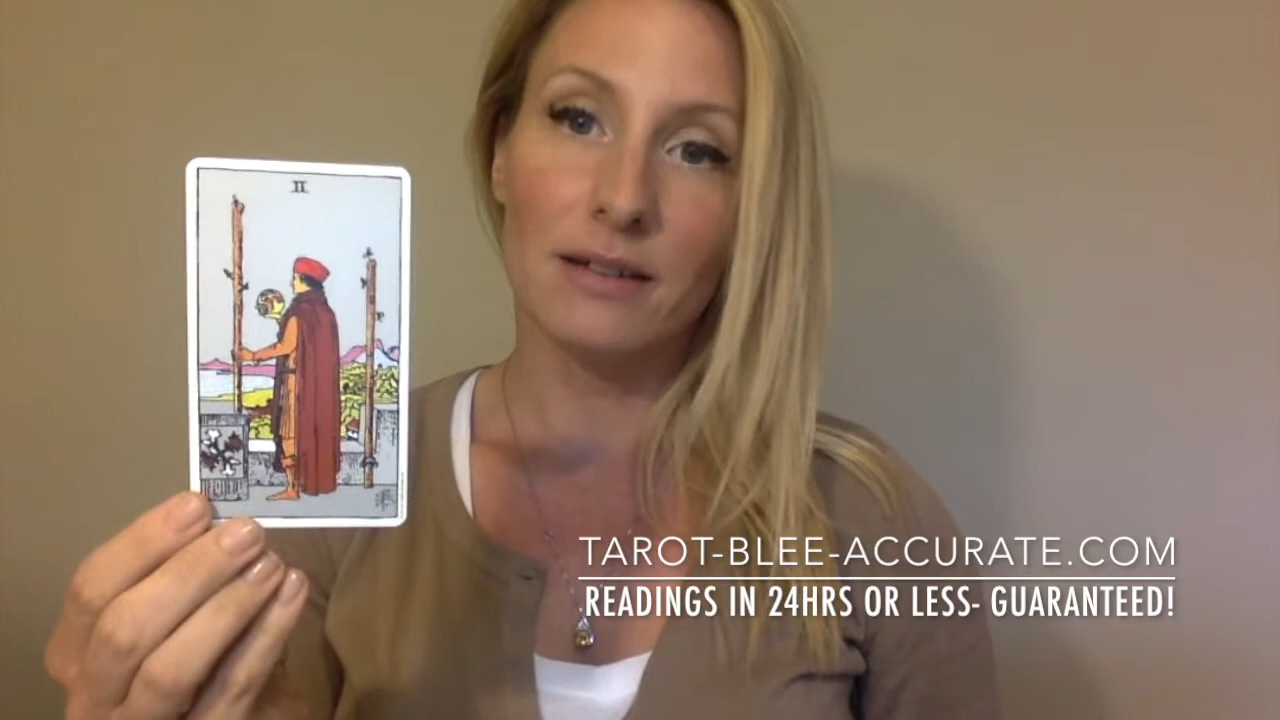 II
TAROT-BLEE-ACCURATE.COM
READINGS IN 24HRS OR LESS- GUARANTEED!